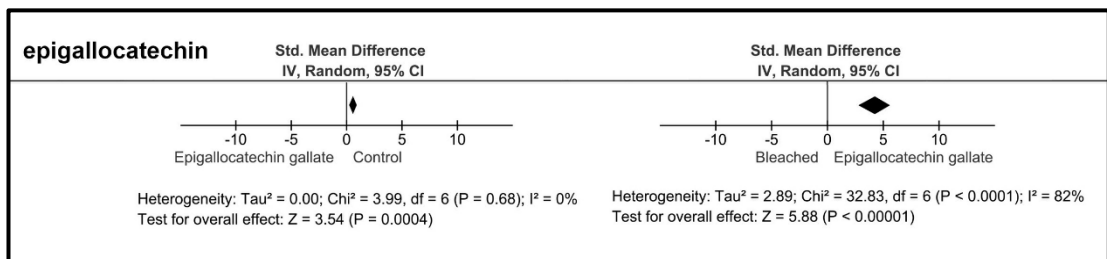 epigallocatechin
Std. Mean Difference
IV, Random, 95% CI
-10 -5 0 5 10
Epigallocatechin gallate Control
Heterogeneity: Tau² = 0.00; Chi² = 3.99, df = 6 (P = 0.68); I² = 0%
Test for overall effect: Z = 3.54 (P = 0.0004)
Std. Mean Difference
IV, Random, 95% CI
-10 -5 0 5 10
Bleached Epigallocatechin gallate
Heterogeneity: Tau² = 2.89; Chi² = 32.83, df = 6 (P < 0.0001); I² = 82%
Test for overall effect: Z = 5.88 (P < 0.00001)